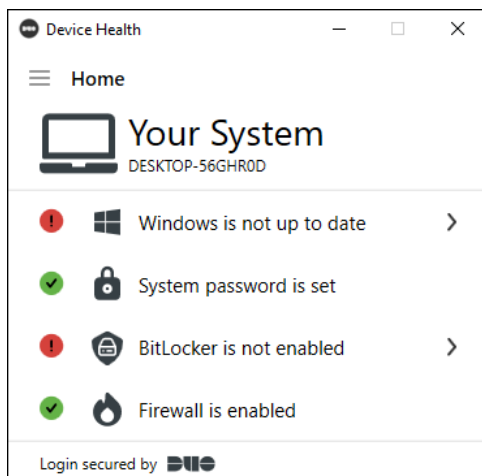 Device Health
Home
Your System
DESKTOP-56GHR0D
Windows is not up to date
System password is set
BitLocker is not enabled
Firewall is enabled
Login secured by DUO